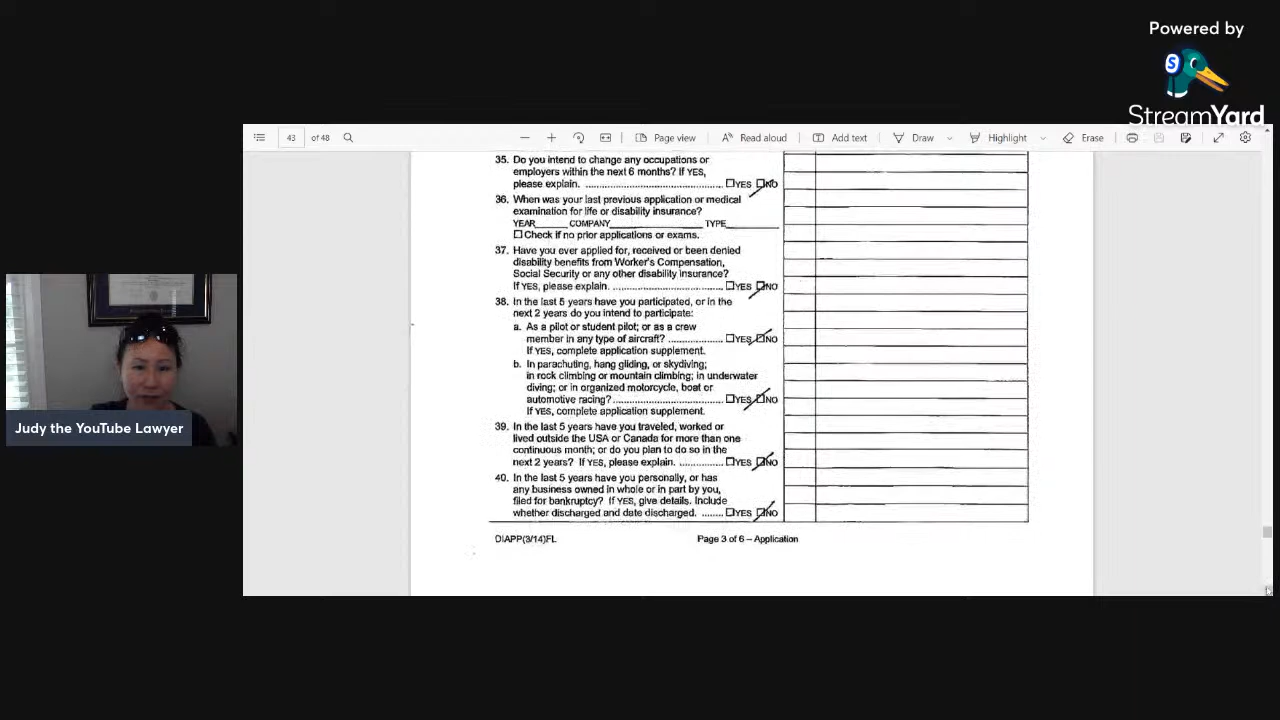 Powered by
S
StreamYard
43 of 48
Page view
Read aloud
Add text
Draw
Highlight
Erase
35. Do you intend to change any occupations or
employers within the next 6 months? If YES,
please explain. ................................................ ☐YES ☐NO
36. When was your last previous application or medical
examination for life or disability insurance?
YEAR______ COMPANY________________ TYPE_________
☐ Check if no prior applications or exams.
37. Have you ever applied for, received or been denied
disability benefits from Worker's Compensation,
Social Security or any other disability insurance?
If YES, please explain. ...................................... ☐YES ☐NO
38. In the last 5 years have you participated, or in the
next 2 years do you intend to participate:
a. As a pilot or student pilot; or as a crew
member in any type of aircraft? ................... ☐YES ☐NO
If YES, complete application supplement.
b. In parachuting, hang gliding, or skydiving;
in rock climbing or mountain climbing; in underwater
diving; or in organized motorcycle, boat or
automotive racing? ...................................... ☐YES ☐NO
If YES, complete application supplement.
39. In the last 5 years have you traveled, worked or
lived outside the USA or Canada for more than one
continuous month; or do you plan to do so in the
next 2 years? If YES, please explain. .............. ☐YES ☐NO
40. In the last 5 years have you personally, or has
any business owned in whole or in part by you,
filed for bankruptcy? If YES, give details. Include
whether discharged and date discharged. ........ ☐YES ☐NO
DIAPP(3/14)FL
Page 3 of 6 – Application
Judy the YouTube Lawyer